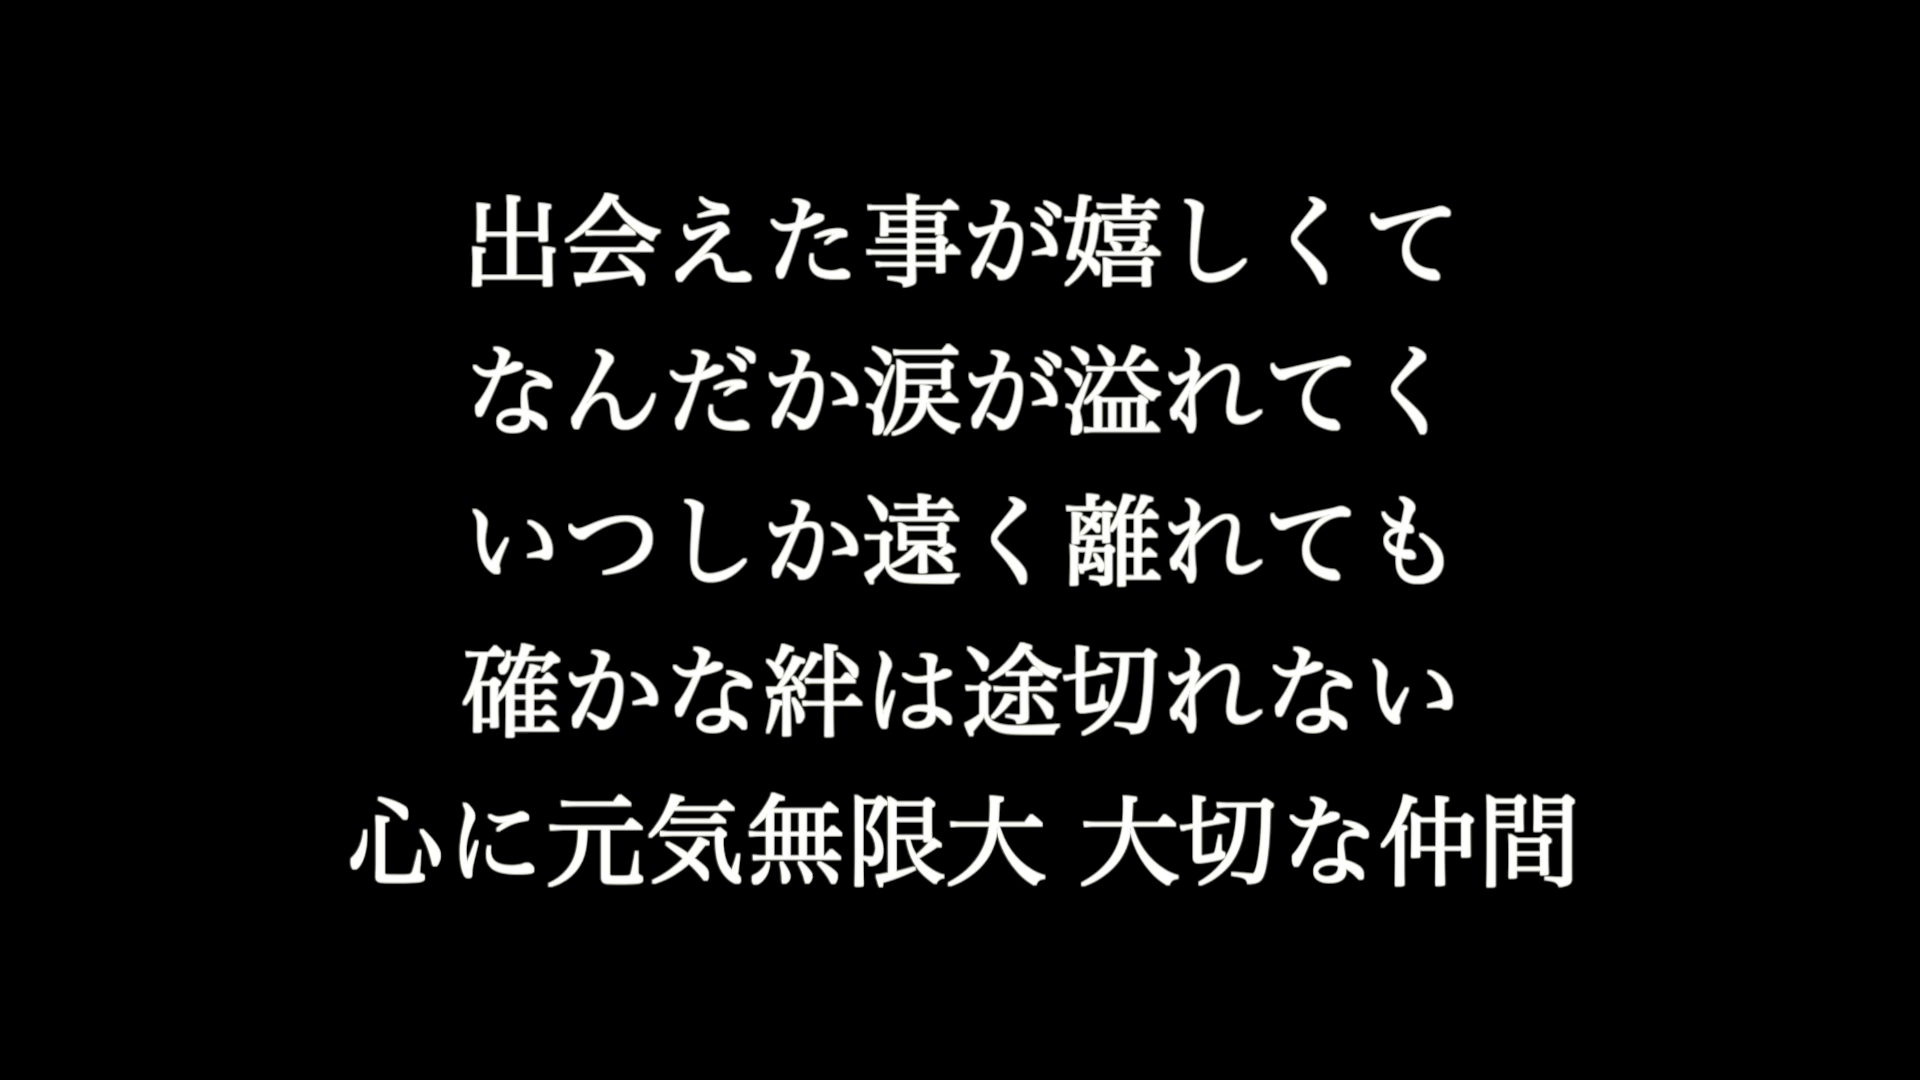 出会えた事が嬉しくて
なんだか涙が溢れてく
いつしか遠く離れても
確かな絆は途切れない
心に元気無限大 大切な仲間